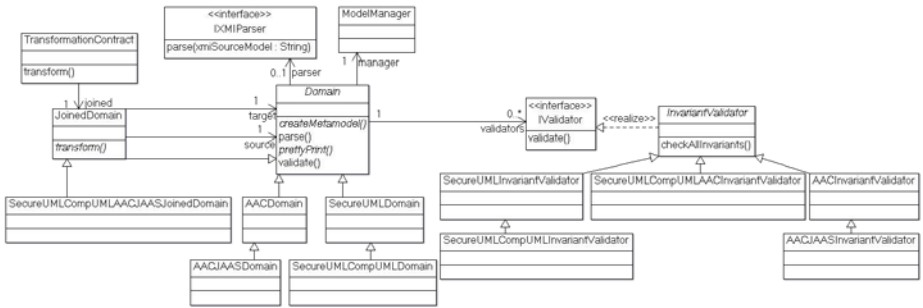 TransformationContract
transform()
1 joined
JoinedDomain
transform()
<<interface>>
IXMIParser
parse(xmiSourceModel : String)
0..1 parser
ModelManager
1 manager
Domain
createMetamodel()
parse()
prettyPrint()
validate()
1
target
1
source
1
0..*
validators
<<interface>>
IValidator
validate()
<<realize>>
InvariantValidator
checkAllInvariants()
SecureUMLCompUMLAACJAASJoinedDomain
AACDomain
SecureUMLDomain
AACJAASDomain
SecureUMLCompUMLDomain
SecureUMLInvariantValidator
SecureUMLCompUMLAACInvariantValidator
AACInvariantValidator
SecureUMLCompUMLInvariantValidator
AACJAASInvariantValidator